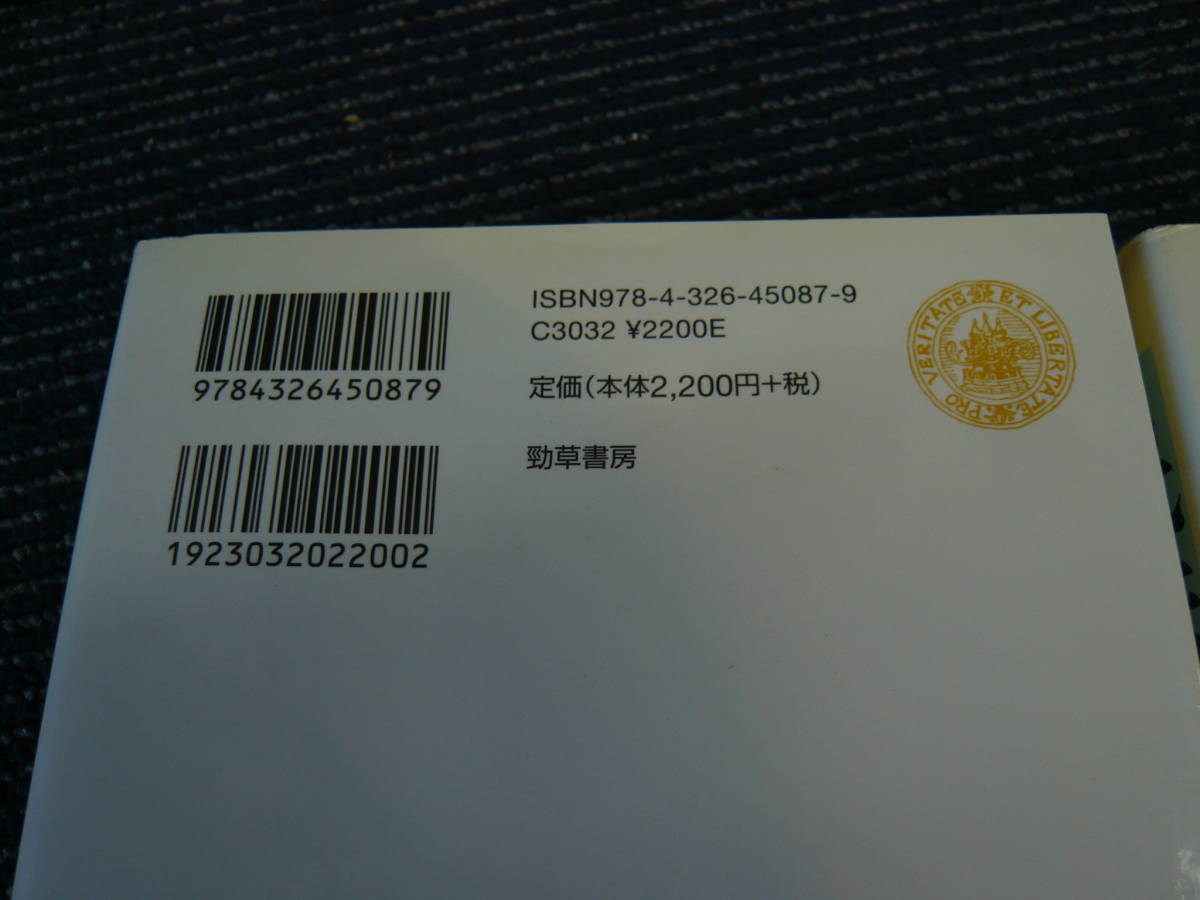 9784326450879
1923032022002
ISBN978-4-326-45087-9
C3032 ¥2200E
定価(本体2,200円+税)
勁草書房
PRO VERITATE ET LIBERTATE